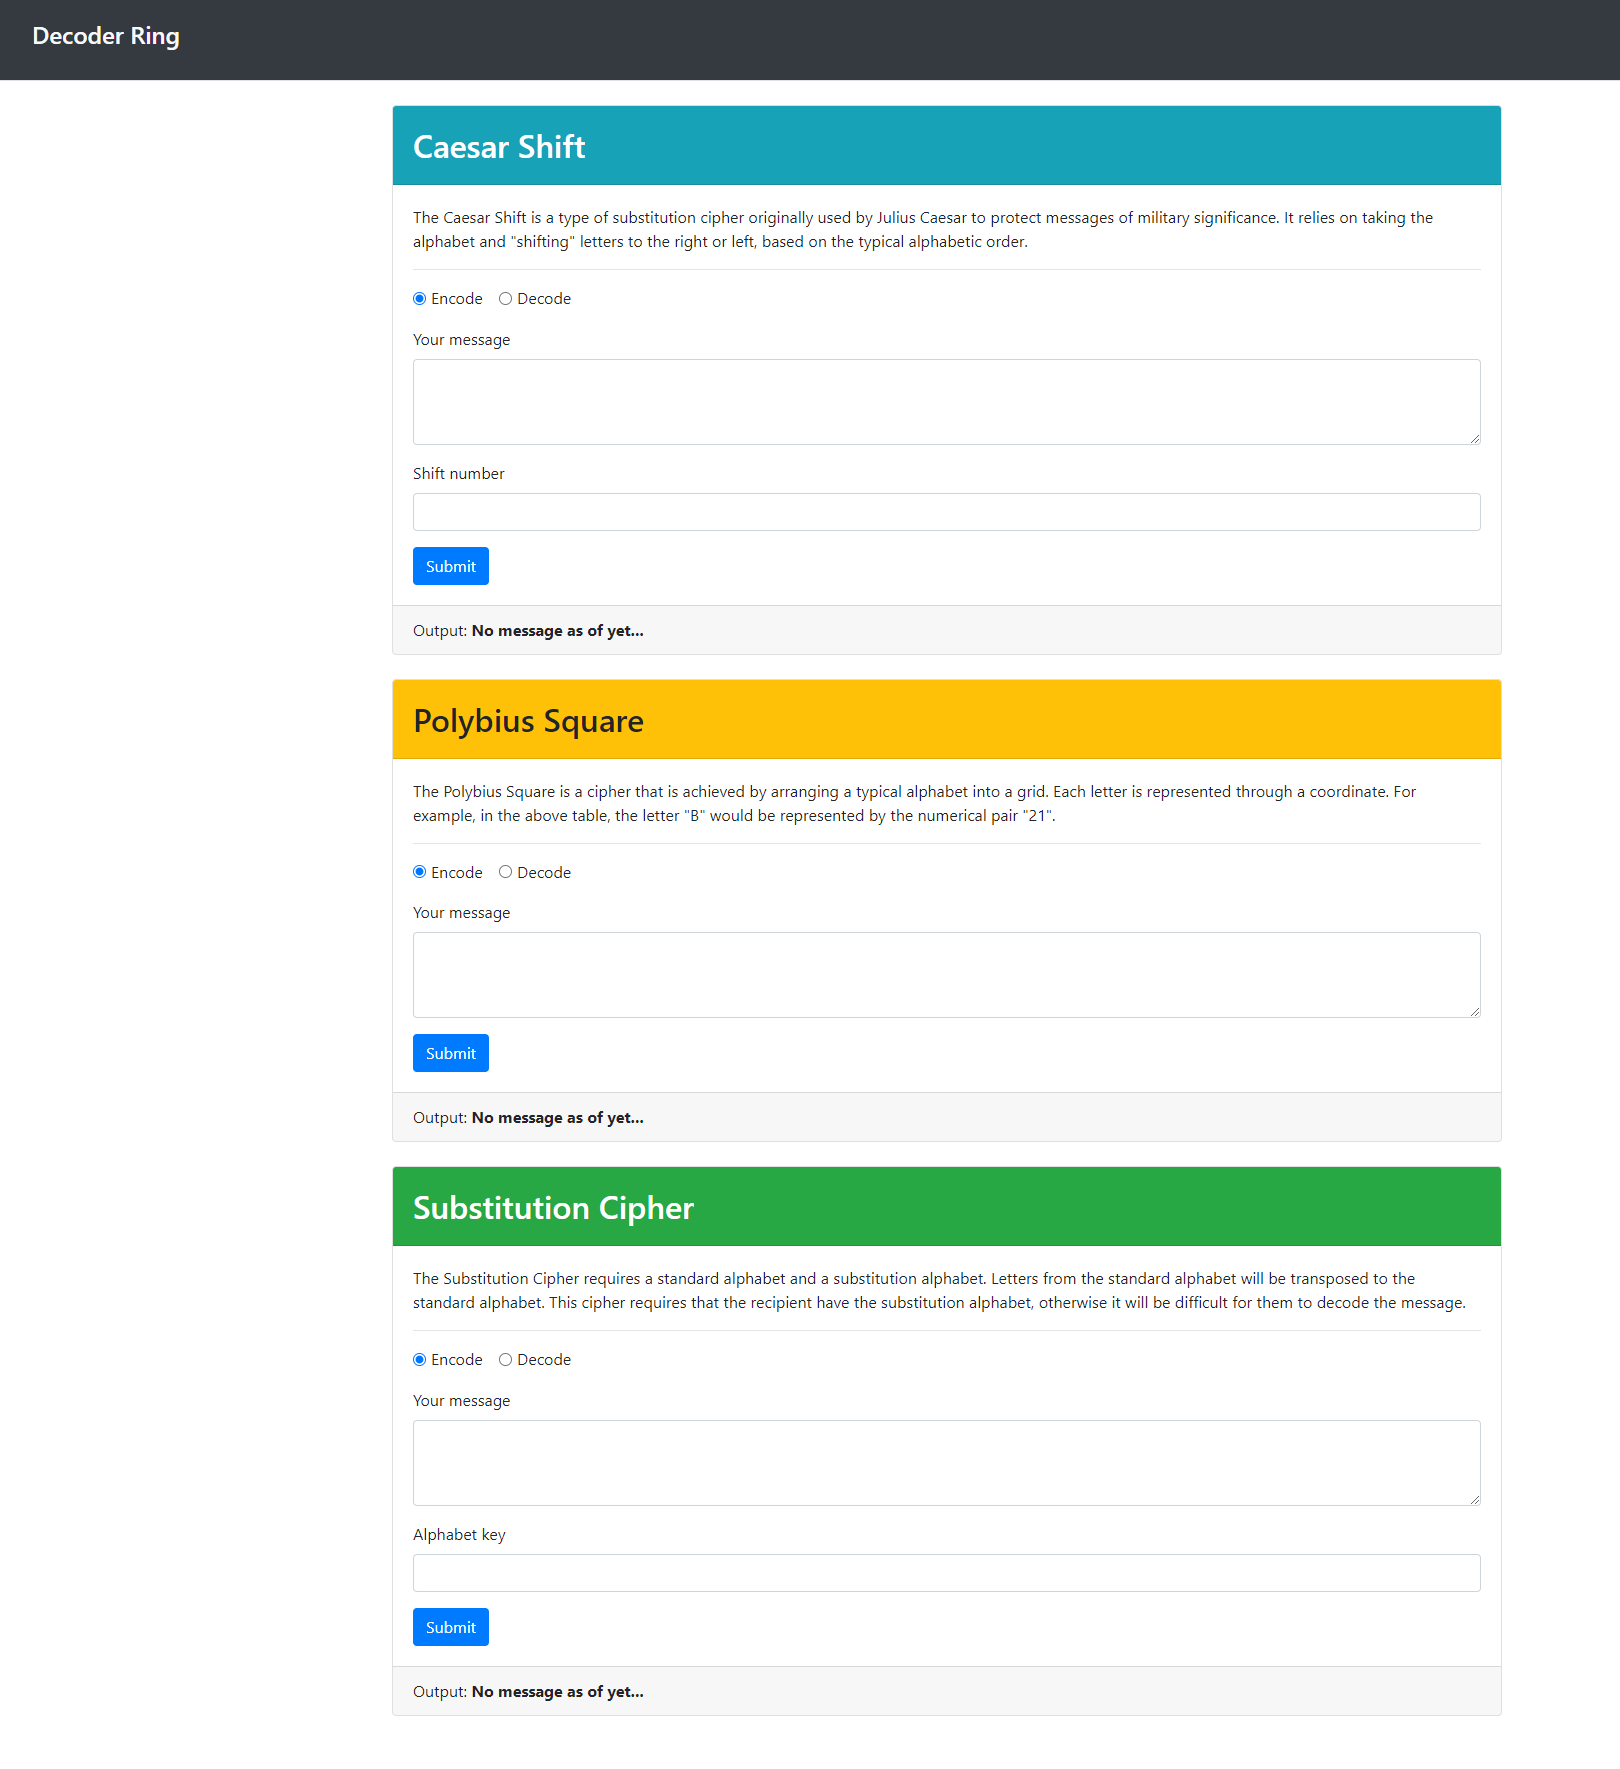 Decoder Ring
Caesar Shift
The Caesar Shift is a type of substitution cipher originally used by Julius Caesar to protect messages of military significance. It relies on taking the
alphabet and "shifting" letters to the right or left, based on the typical alphabetic order.
Encode Decode
Your message
Shift number
Submit
Output: No message as of yet...
Polybius Square
The Polybius Square is a cipher that is achieved by arranging a typical alphabet into a grid. Each letter is represented through a coordinate. For
example, in the above table, the letter "B" would be represented by the numerical pair "21".
Encode Decode
Your message
Submit
Output: No message as of yet...
Substitution Cipher
The Substitution Cipher requires a standard alphabet and a substitution alphabet. Letters from the standard alphabet will be transposed to the
standard alphabet. This cipher requires that the recipient have the substitution alphabet, otherwise it will be difficult for them to decode the message.
Encode Decode
Your message
Alphabet key
Submit
Output: No message as of yet...